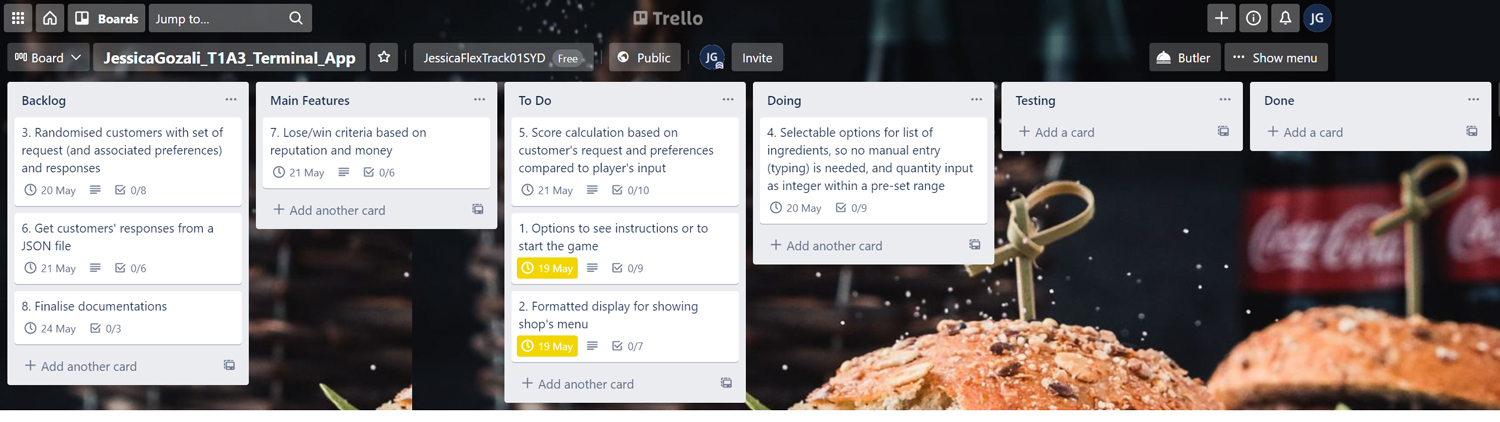 Boards
Jump to...
Trello
JG
Board
JessicaGozali_T1A3_Terminal_App
JessicaFlexTrack01SYD Free
Public
JG
Invite
Butler
... Show menu
Backlog
3. Randomised customers with set of
request (and associated preferences)
and responses
20 May 0/8
6. Get customers' responses from a
JSON file
21 May 0/6
8. Finalise documentations
24 May 0/3
+ Add another card
Main Features
7. Lose/win criteria based on
reputation and money
21 May 0/6
+ Add another card
To Do
5. Score calculation based on
customer's request and preferences
compared to player's input
21 May 0/10
1. Options to see instructions or to
start the game
19 May 0/9
2. Formatted display for showing
shop's menu
19 May 0/7
+ Add another card
Doing
4. Selectable options for list of
ingredients, so no manual entry
(typing) is needed, and quantity input
as integer within a pre-set range
20 May 0/9
+ Add another card
Testing
+ Add a card
Done
+ Add a card
Coca-Cola